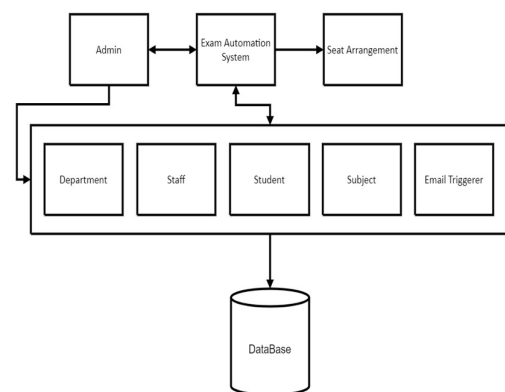 Admin
Exam Automation
System
Seat Arrangement
Department
Staff
Student
Subject
Email Triggerer
DataBase